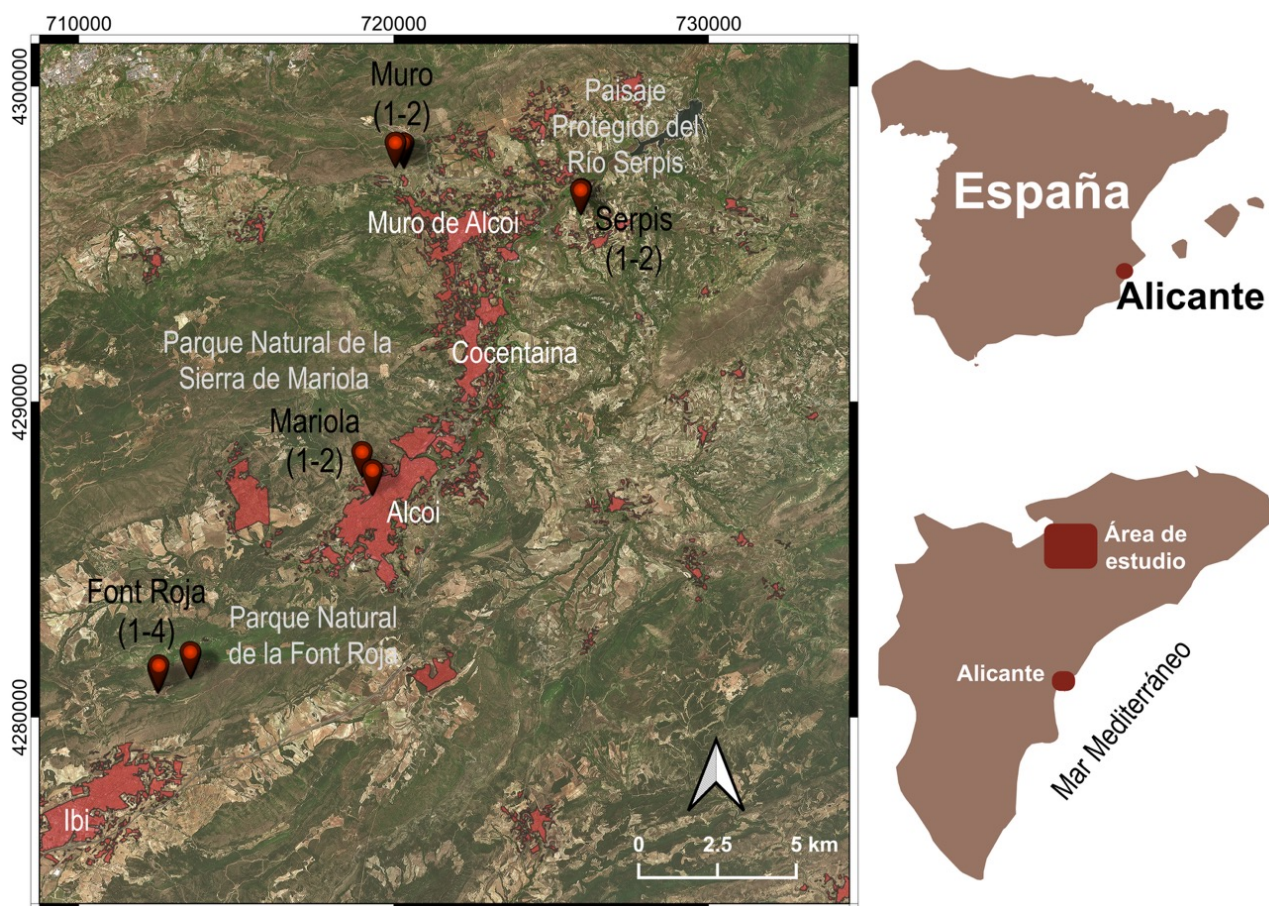 710000
720000
730000
4300000
4290000
4280000
Muro
(1-2)
Paisaje
Protegido del
Río Serpis
Muro de Alcoi
Serpis
(1-2)
Parque Natural de la
Sierra de Mariola
Cocentaina
Mariola
(1-2)
Alcoi
Font Roja
(1-4)
Parque Natural
de la Font Roja
Ibi
0 2.5 5 km
España
Alicante
Área de
estudio
Alicante
Mar Mediterráneo